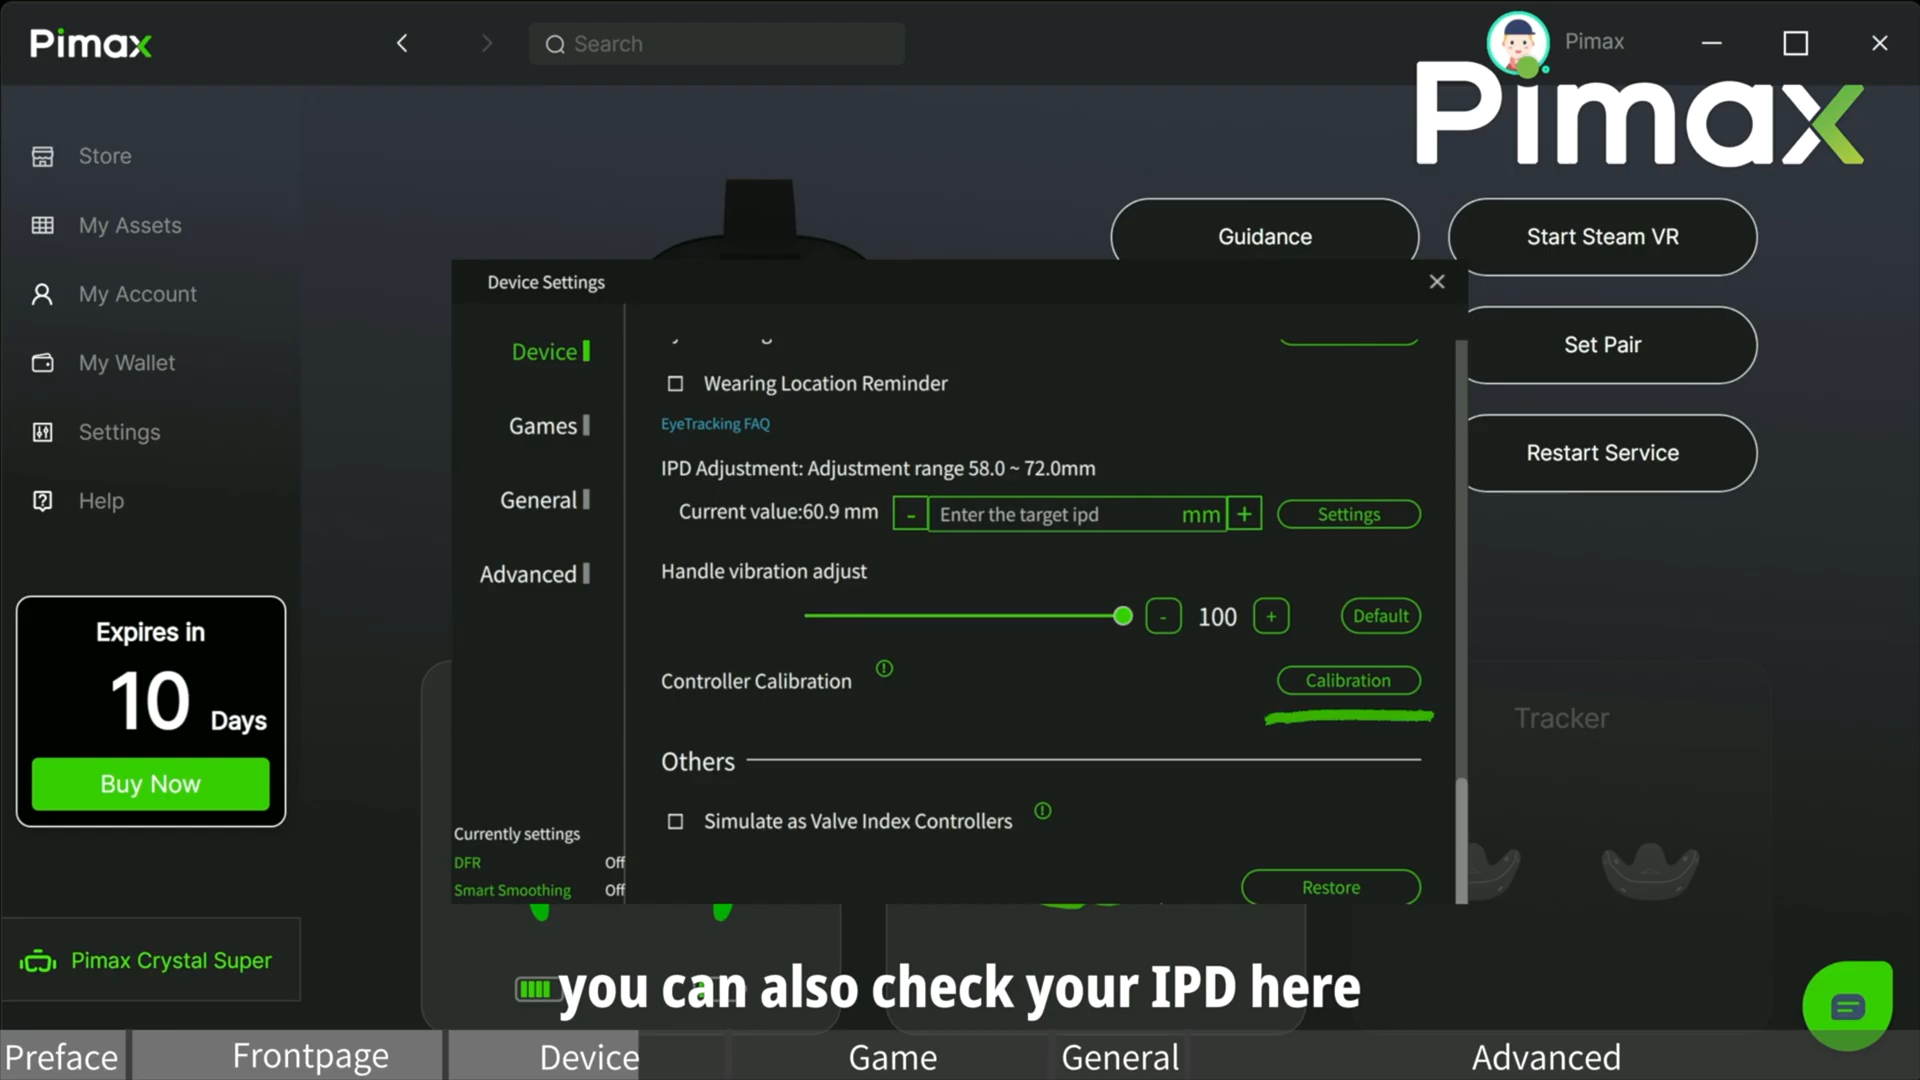 Pimax
Search
Pimax
Pimax
Store
My Assets
My Account
My Wallet
Settings
Help
Guidance
Start Steam VR
Set Pair
Restart Service
Device Settings
Device
Games
General
Advanced
Wearing Location Reminder
EyeTracking FAQ
IPD Adjustment: Adjustment range 58.0 ~ 72.0mm
Current value:60.9 mm
-
Enter the target ipd
mm
+
Settings
Handle vibration adjust
-
100
+
Default
Controller Calibration
Calibration
Others
Simulate as Valve Index Controllers
Restore
Currently settings
DFR Off
Smart Smoothing Off
Expires in
10 Days
Buy Now
Tracker
Pimax Crystal Super
you can also check your IPD here
Preface
Frontpage
Device
Game
General
Advanced